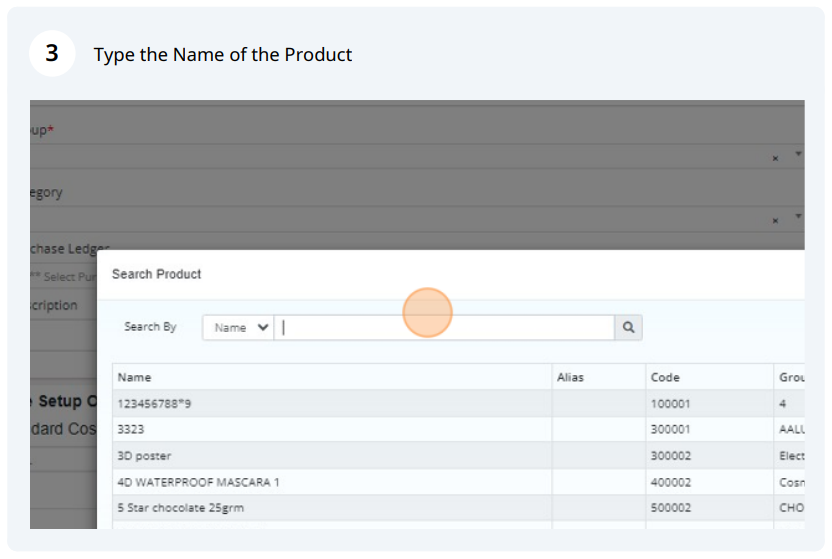 3 Type the Name of the Product
oup*
×
egory
×
chase Ledger
** Select Pur
cription
Search Product
Search By Name
Name Alias Code Grou
123456788"9 100001 4
3323 300001 AALU
3D poster 300002 Elect
4D WATERPROOF MASCARA 1 400002 Cosm
5 Star chocolate 25grm 500002 CHO
Setup O
dard Cos